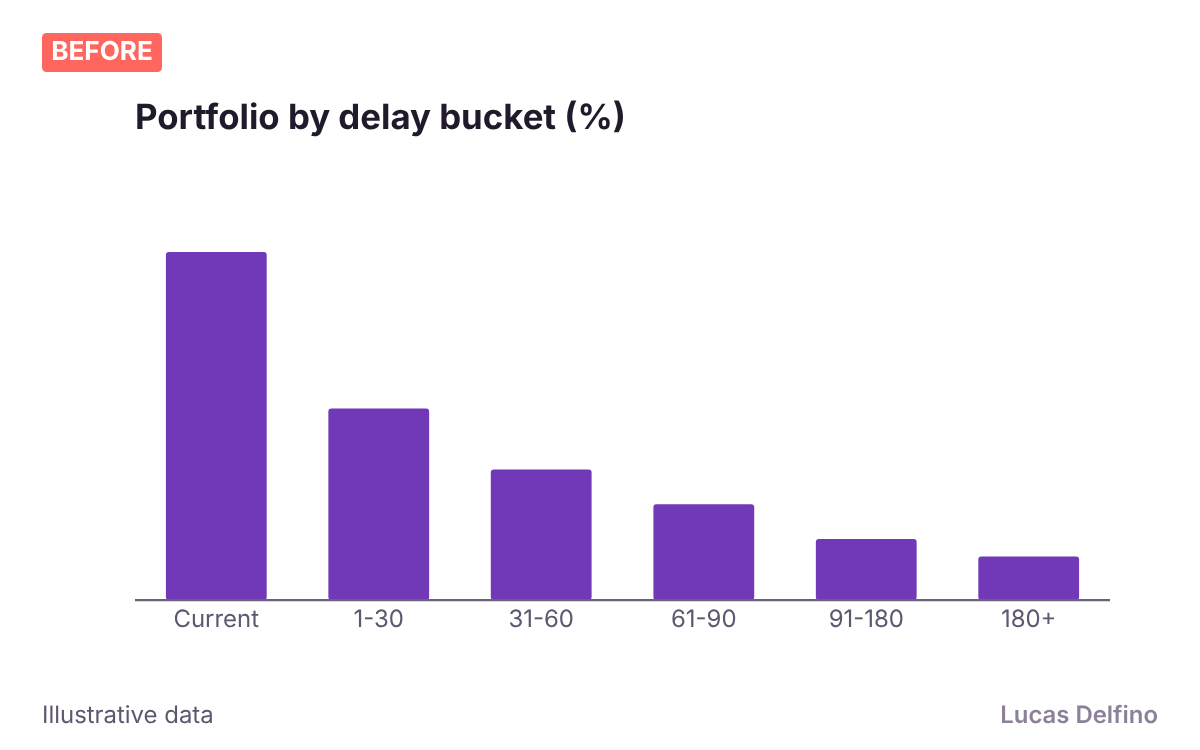 BEFORE
Portfolio by delay bucket (%)
Current 1-30 31-60 61-90 91-180 180+
Illustrative data
Lucas Delfino